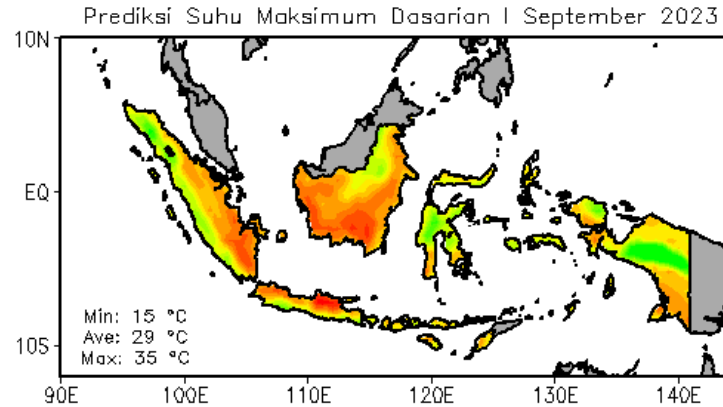 Prediksi Suhu Maksimum Dasarian I September 2023
10N
EQ
10S
Min: 15 °C
Ave: 29 °C
Max: 35 °C
90E 100E 110E 120E 130E 140E